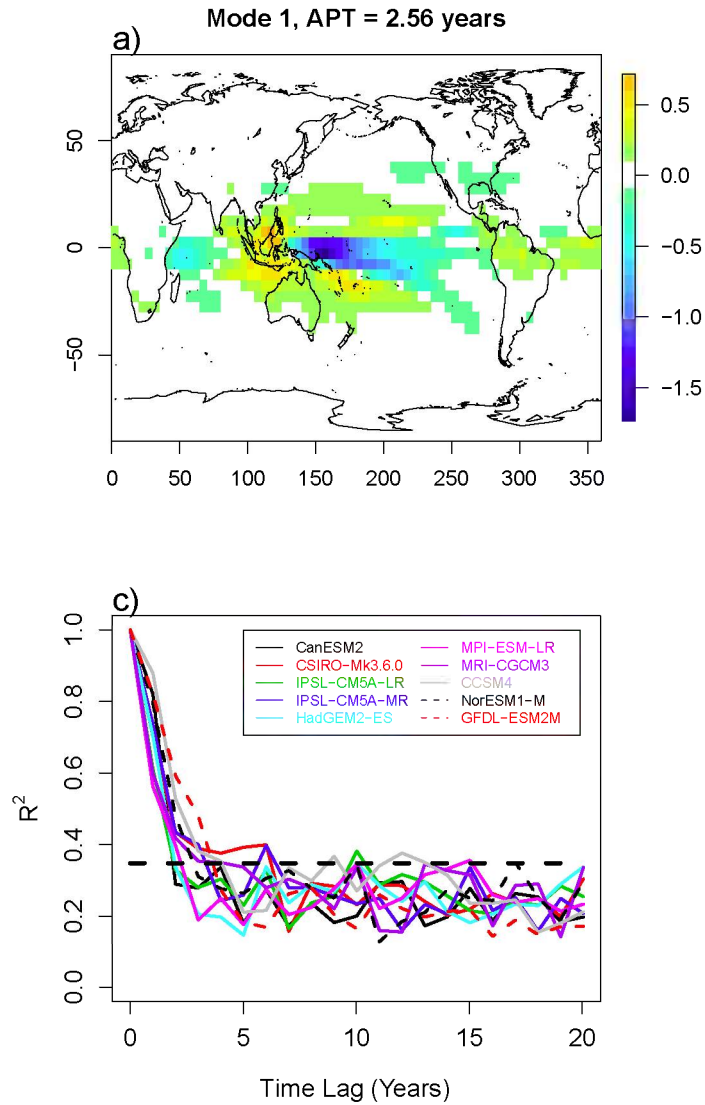 Mode 1, APT = 2.56 years
a)
50
0
−50
0 50 100 150 200 250 300 350
0.5
0.0
−0.5
−1.0
−1.5
c)
CanESM2
CSIRO−Mk3.6.0
IPSL−CM5A−LR
IPSL−CM5A−MR
HadGEM2−ES
MPI−ESM−LR
MRI−CGCM3
CCSM4
NorESM1−M
GFDL−ESM2M
R²
1.0
0.8
0.6
0.4
0.2
0.0
0 5 10 15 20
Time Lag (Years)